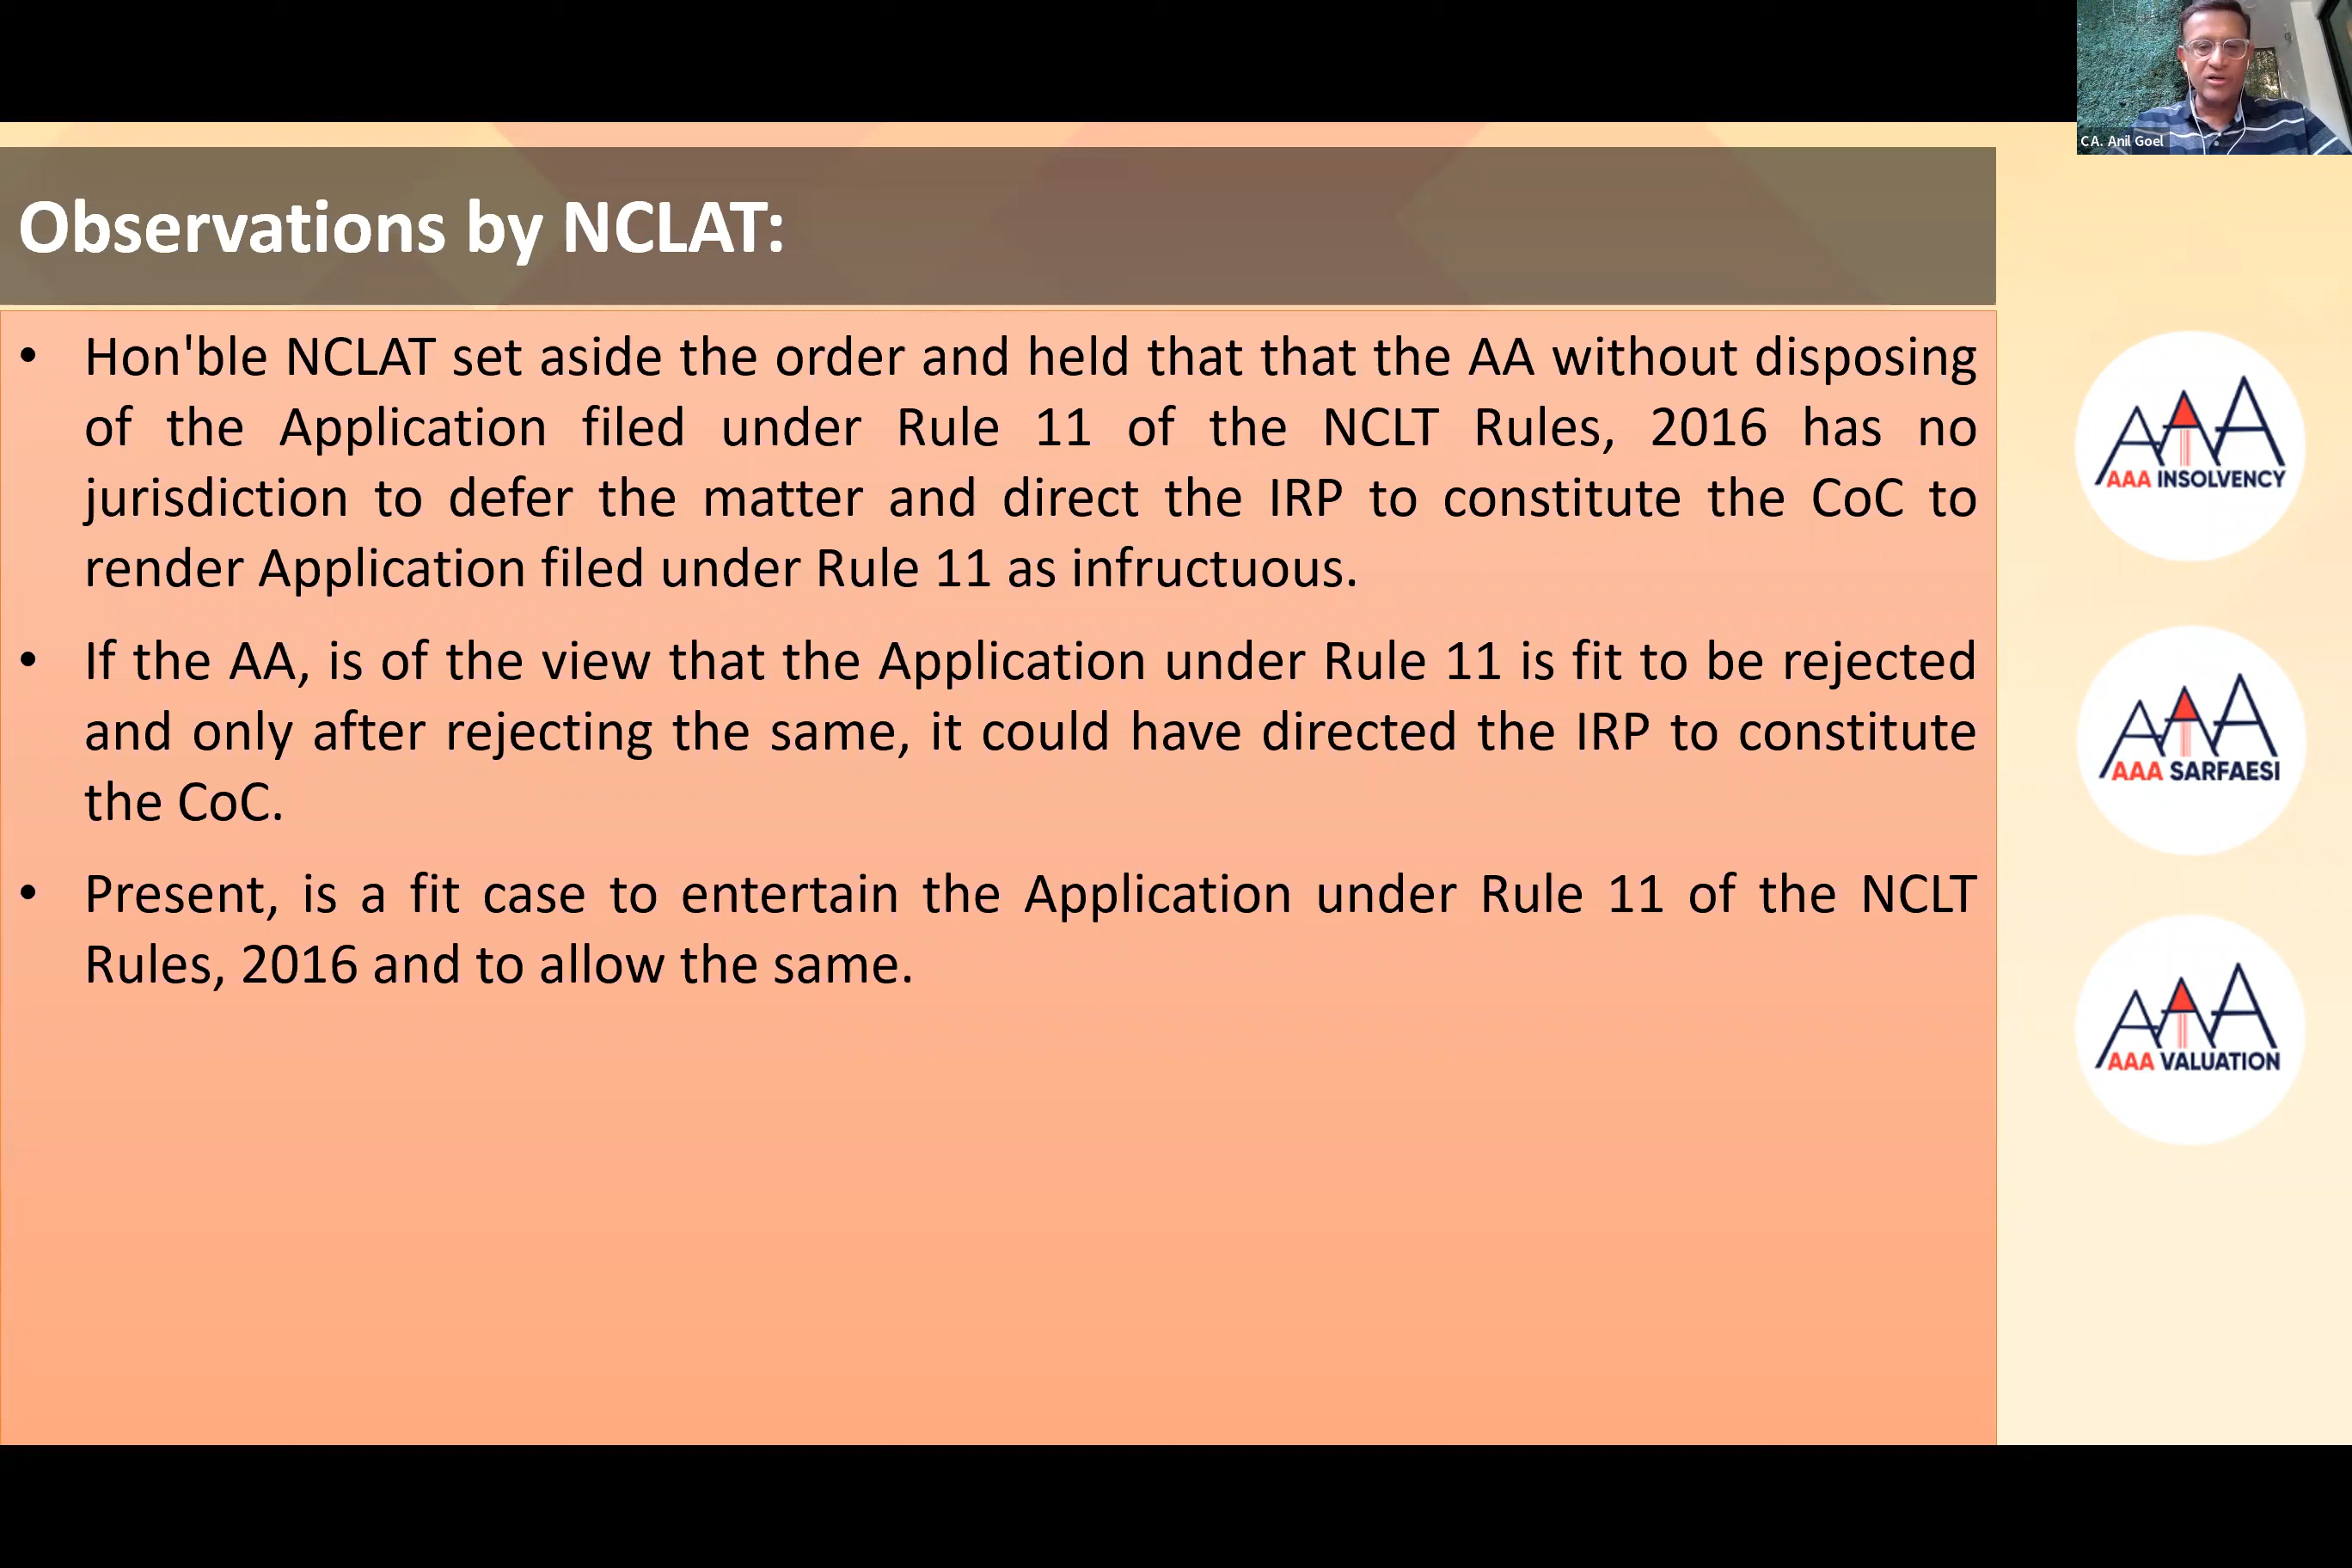 CA. Anil Goel
Observations by NCLAT:
• Hon'ble NCLAT set aside the order and held that that the AA without disposing
of the Application filed under Rule 11 of the NCLT Rules, 2016 has no
jurisdiction to defer the matter and direct the IRP to constitute the CoC to
render Application filed under Rule 11 as infructuous.
• If the AA, is of the view that the Application under Rule 11 is fit to be rejected
and only after rejecting the same, it could have directed the IRP to constitute
the CoC.
• Present, is a fit case to entertain the Application under Rule 11 of the NCLT
Rules, 2016 and to allow the same.
AAA
AAA INSOLVENCY
AAA
AAA SARFAESI
AAA
AAA VALUATION